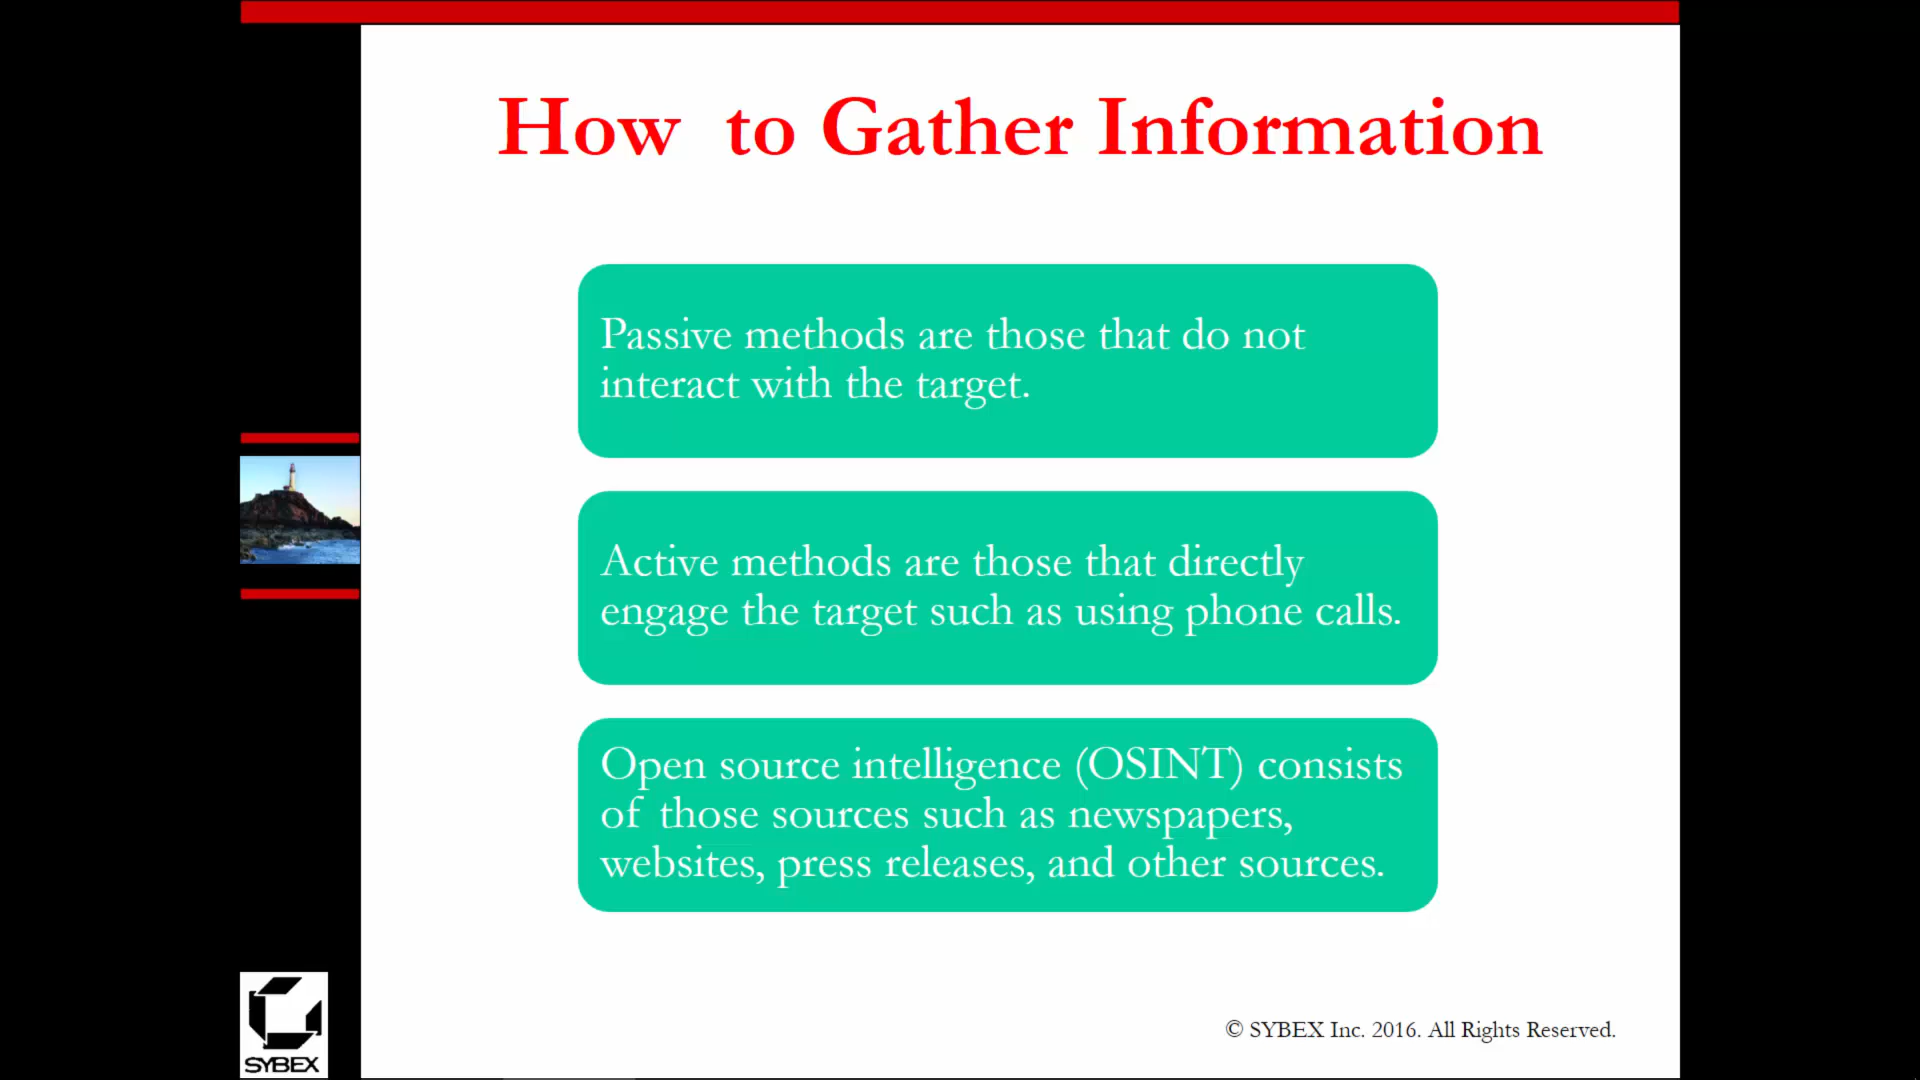 How to Gather Information
Passive methods are those that do not
interact with the target.
Active methods are those that directly
engage the target such as using phone calls.
Open source intelligence (OSINT) consists
of those sources such as newspapers,
websites, press releases, and other sources.
SYBEX
© SYBEX Inc. 2016. All Rights Reserved.